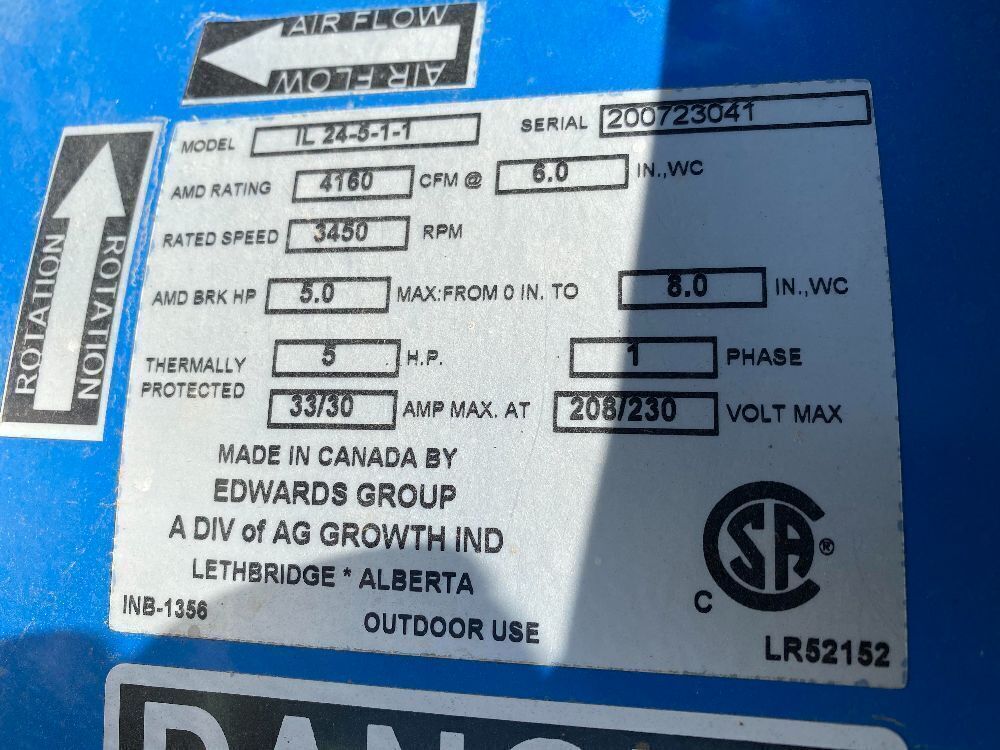 AIR FLOW
AIR FLOW
ROTATION
ROTATION
MODEL IL 24-5-1-1 SERIAL 200723041
AMD RATING 4160 CFM @ 6.0 IN.,WC
RATED SPEED 3450 RPM
AMD BRK HP 5.0 MAX:FROM 0 IN. TO 8.0 IN.,WC
THERMALLY PROTECTED 5 H.P. 1 PHASE
33/30 AMP MAX. AT 208/230 VOLT MAX
MADE IN CANADA BY
EDWARDS GROUP
A DIV of AG GROWTH IND
LETHBRIDGE * ALBERTA
INB-1356
OUTDOOR USE
C SA ®
LR52152